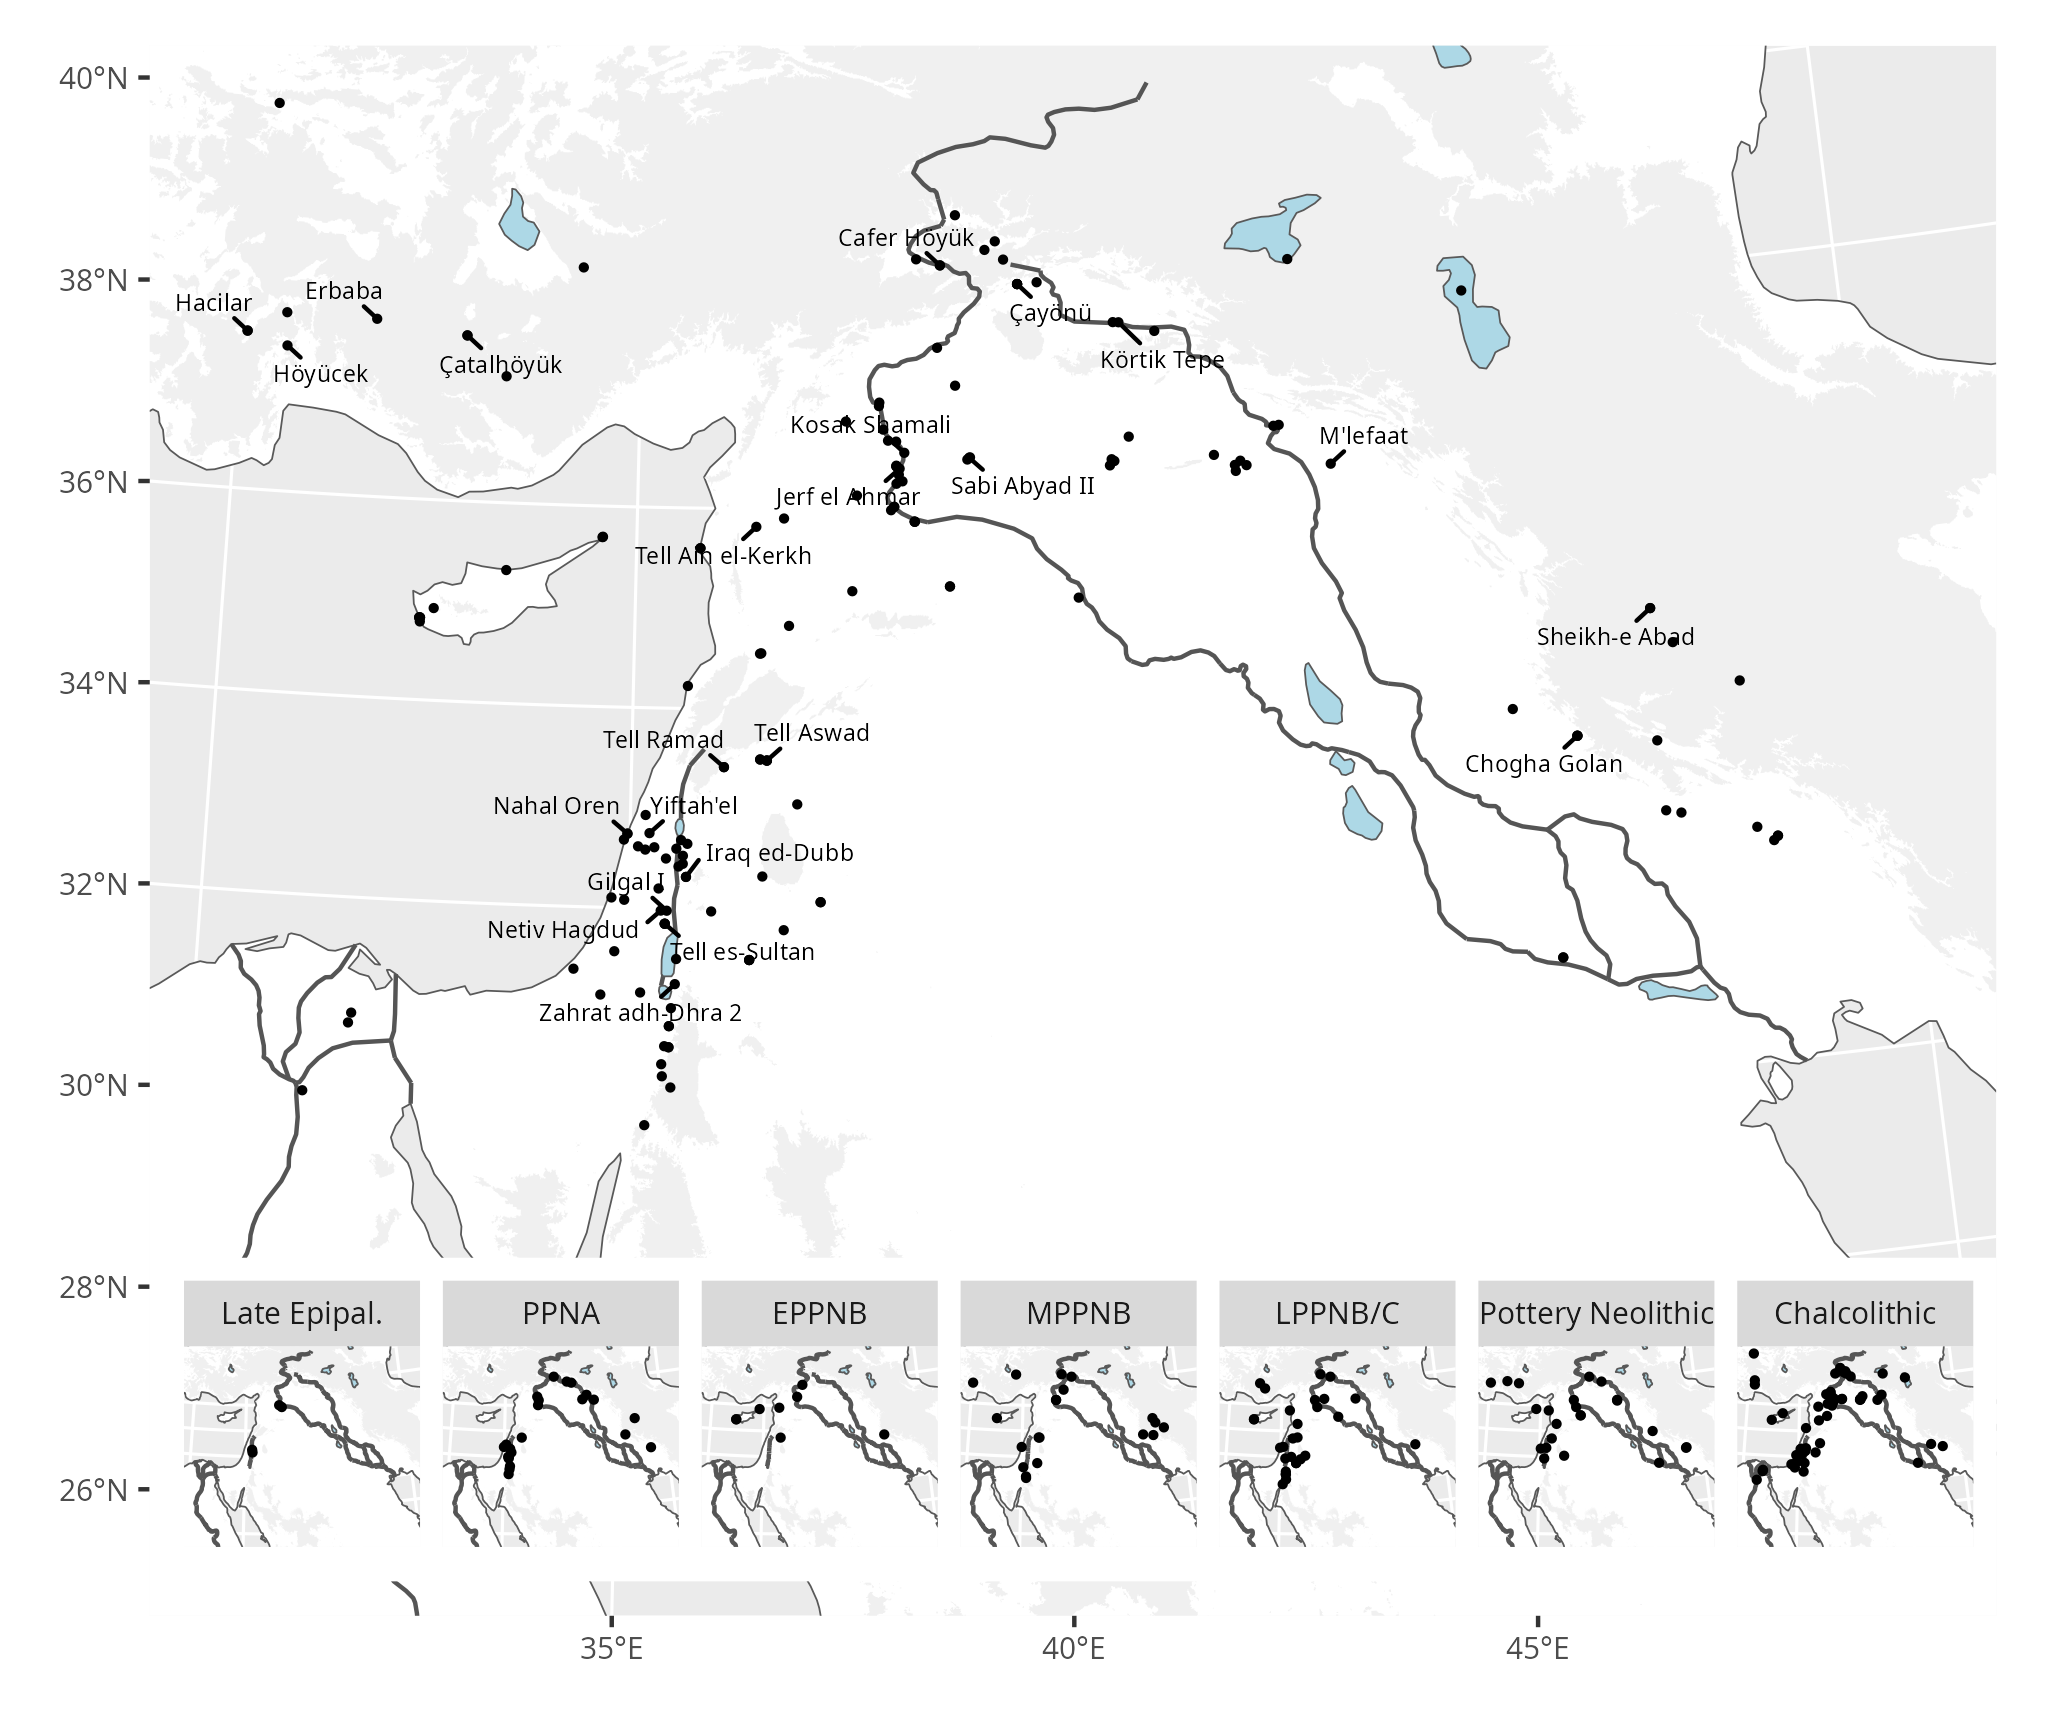 40°N
Cafer Höyük
38°N
Erbaba
Hacilar
Çayönü
Körtik Tepe
Çatalhöyük
Höyücek
Kosak Shamali
M'lefaat
36°N
Sabi Abyad II
Jerf el Ahmar
Tell Ain el-Kerkh
Sheikh-e Abad
34°N
Tell Aswad
Tell Ramad
Chogha Golan
Nahal Oren
Yiftah'el
Iraq ed-Dubb
32°N
Gilgal I
Netiv Hagdud
Tell es-Sultan
Zahrat adh-Dhra 2
30°N
28°N
Late Epipal.
PPNA
EPPNB
MPPNB
LPPNB/C
Pottery Neolithic
Chalcolithic
26°N
35°E
40°E
45°E